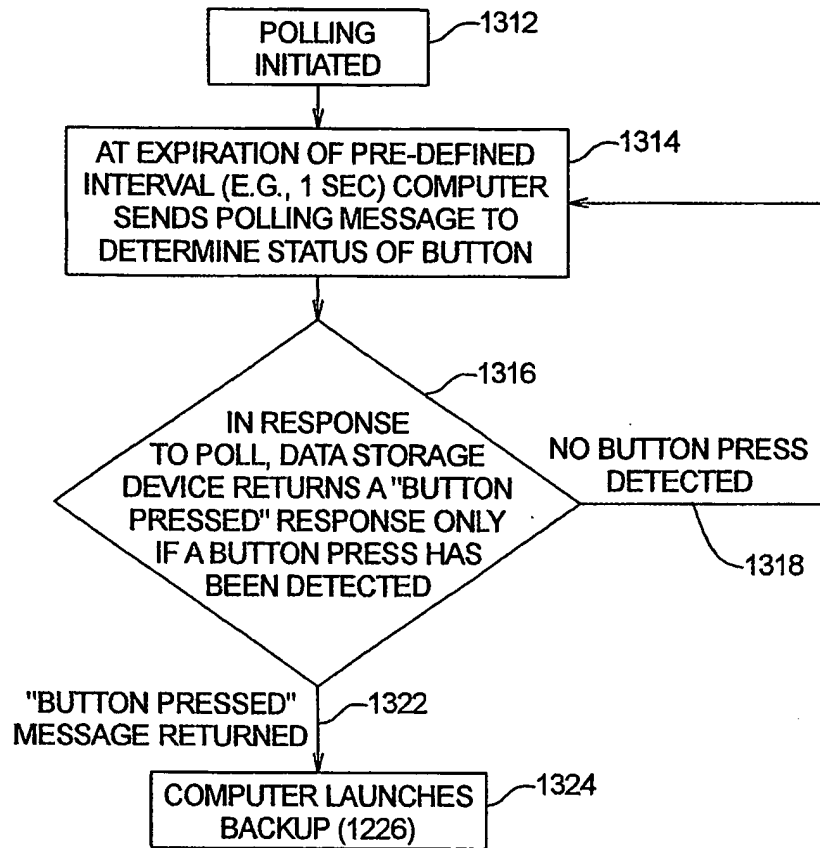 POLLING
INITIATED
1312
AT EXPIRATION OF PRE-DEFINED
INTERVAL (E.G., 1 SEC) COMPUTER
SENDS POLLING MESSAGE TO
DETERMINE STATUS OF BUTTON
1314
IN RESPONSE
TO POLL, DATA STORAGE
DEVICE RETURNS A "BUTTON
PRESSED" RESPONSE ONLY
IF A BUTTON PRESS HAS
BEEN DETECTED
1316
NO BUTTON PRESS
DETECTED
1318
"BUTTON PRESSED"
MESSAGE RETURNED
1322
COMPUTER LAUNCHES
BACKUP (1226)
1324